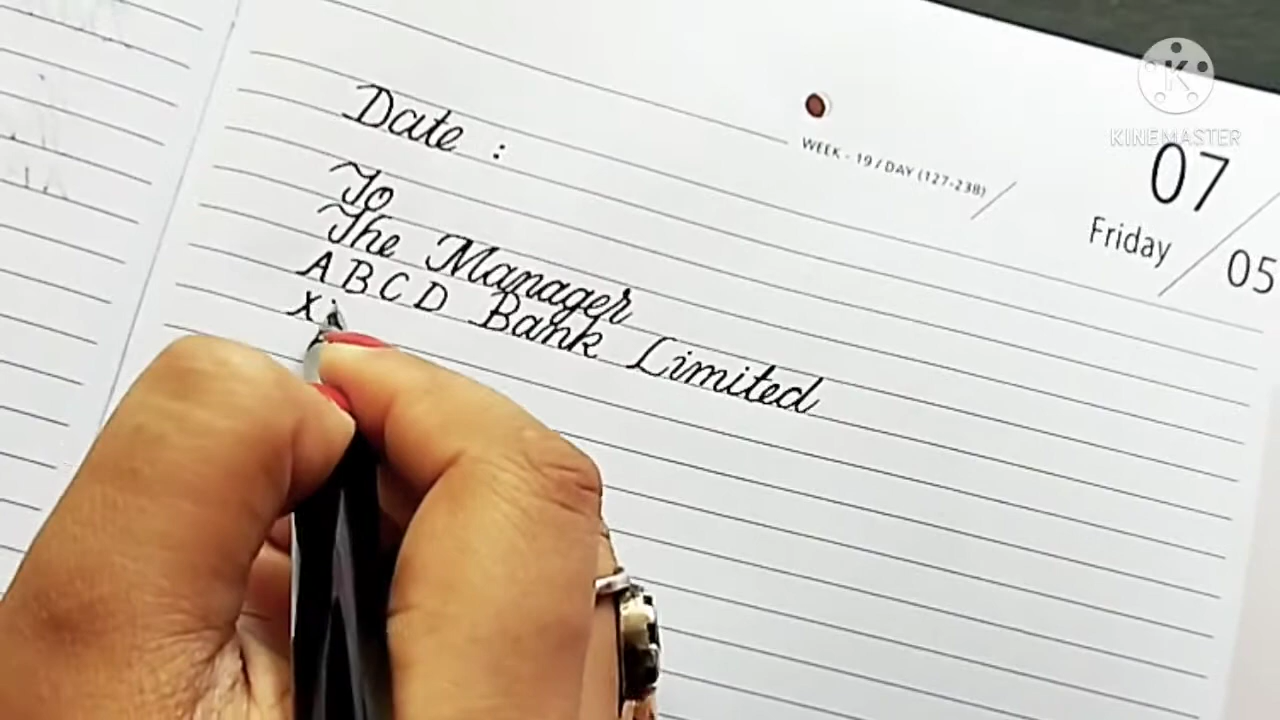 KINEMASTER
WEEK - 19 / DAY (127-238)
07
Friday
05
Date :
To
The Manager
A B C D Bank Limited
X